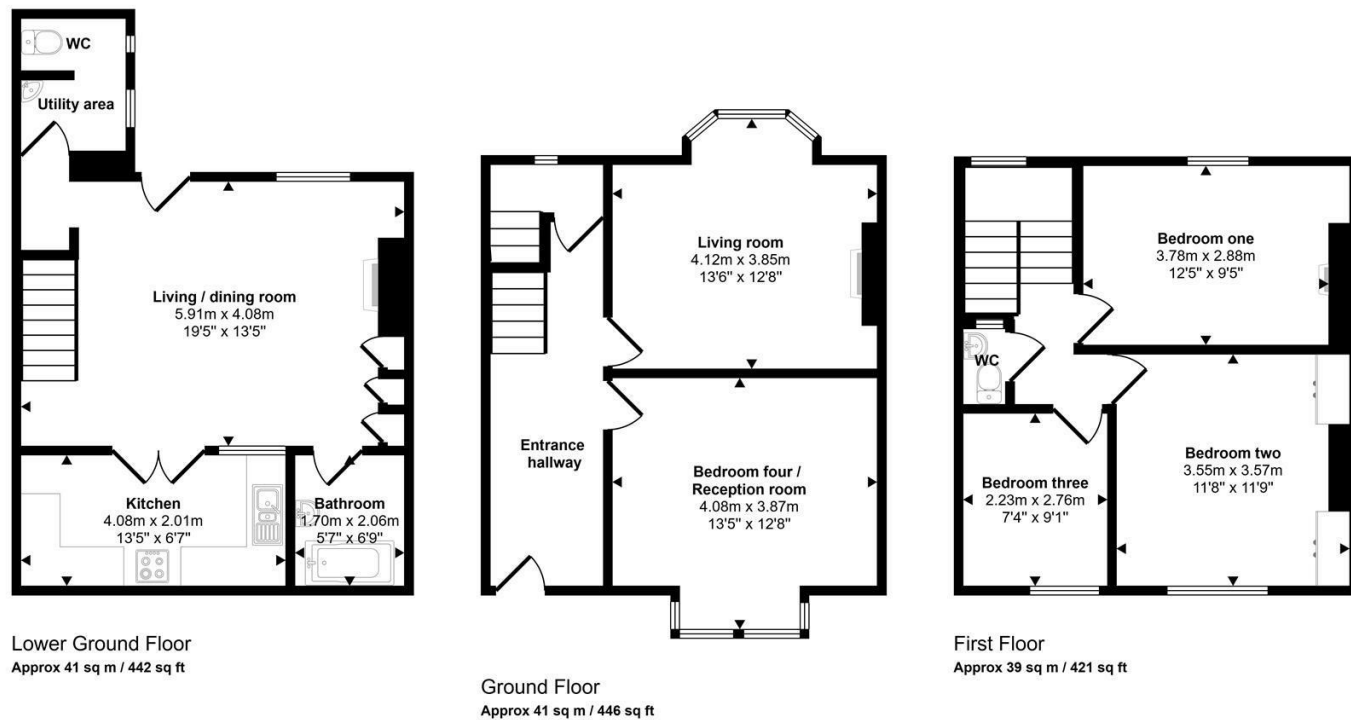 WC
Utility area
Living / dining room
5.91m x 4.08m
19'5" x 13'5"
Kitchen
4.08m x 2.01m
13'5" x 6'7"
Bathroom
1.70m x 2.06m
5'7" x 6'9"
Lower Ground Floor
Approx 41 sq m / 442 sq ft
Living room
4.12m x 3.85m
13'6" x 12'8"
Entrance
hallway
Bedroom four /
Reception room
4.08m x 3.87m
13'5" x 12'8"
Ground Floor
Approx 41 sq m / 446 sq ft
Bedroom one
3.78m x 2.88m
12'5" x 9'5"
WC
Bedroom two
3.55m x 3.57m
11'8" x 11'9"
Bedroom three
2.23m x 2.76m
7'4" x 9'1"
First Floor
Approx 39 sq m / 421 sq ft